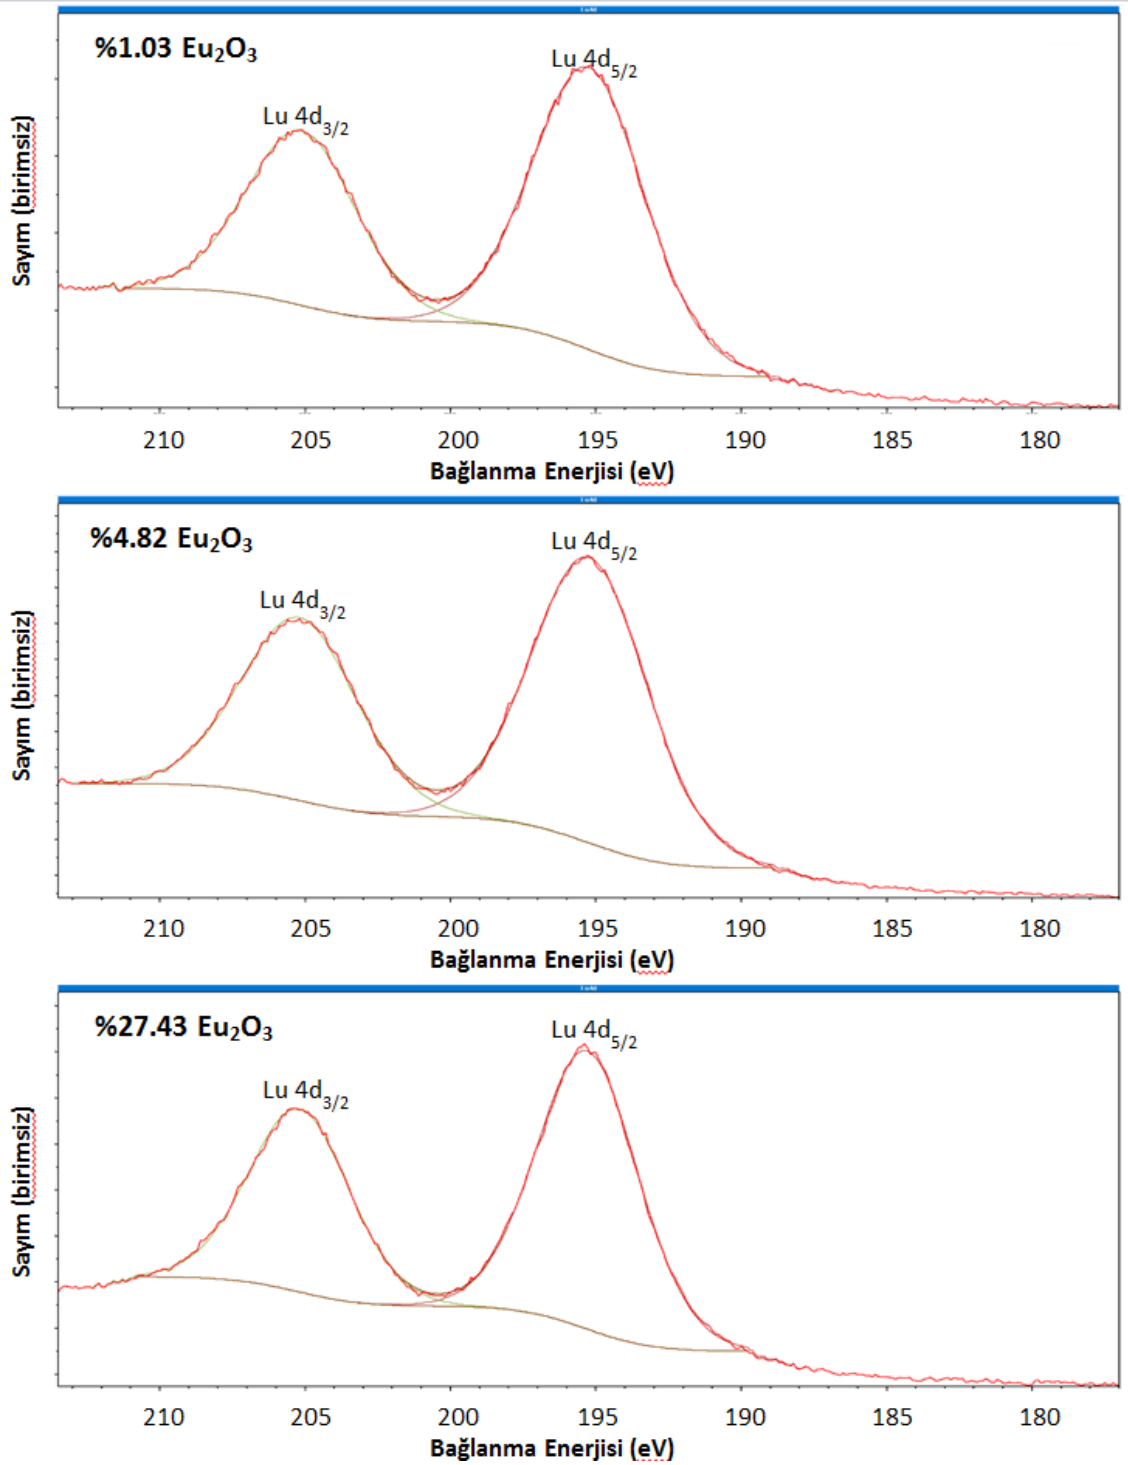 %1.03 Eu₂O₃
Lu 4d₅/₂
Lu 4d₃/₂
Sayım (birimsiz)
210 205 200 195 190 185 180
Bağlanma Enerjisi (eV)
%4.82 Eu₂O₃
Lu 4d₅/₂
Lu 4d₃/₂
Sayım (birimsiz)
210 205 200 195 190 185 180
Bağlanma Enerjisi (eV)
%27.43 Eu₂O₃
Lu 4d₅/₂
Lu 4d₃/₂
Sayım (birimsiz)
210 205 200 195 190 185 180
Bağlanma Enerjisi (eV)